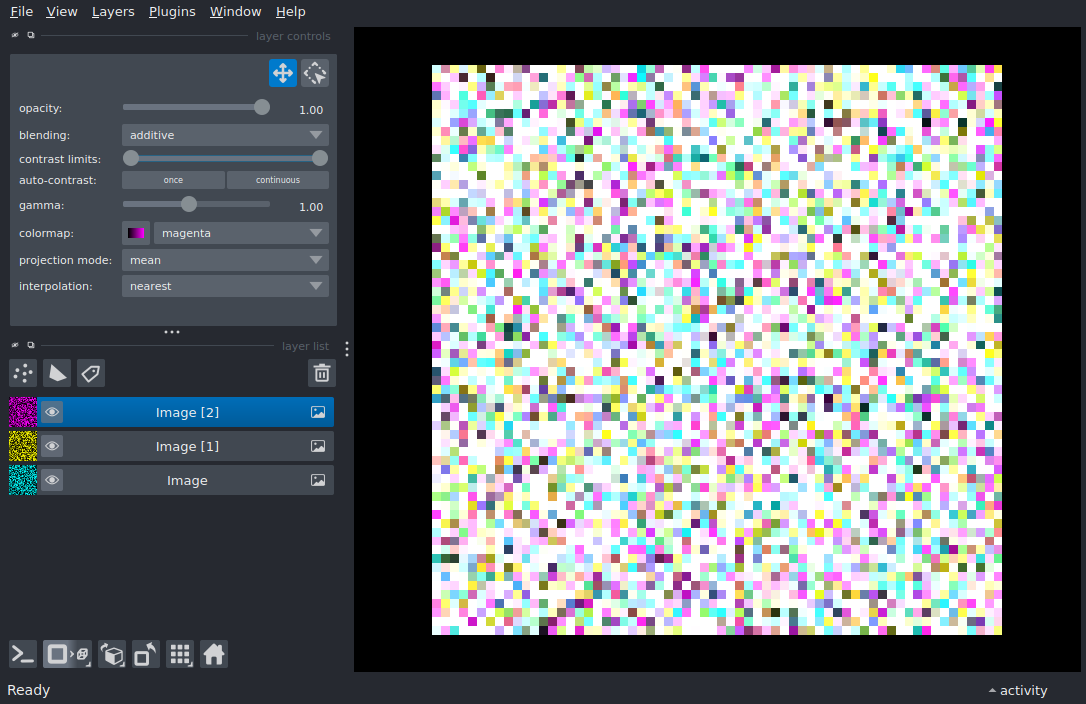 File View Layers Plugins Window Help
layer controls
opacity: 1.00
blending: additive
contrast limits:
auto-contrast: once continuous
gamma: 1.00
colormap: magenta
projection mode: mean
interpolation: nearest
layer list
Image [2]
Image [1]
Image
Ready
activity